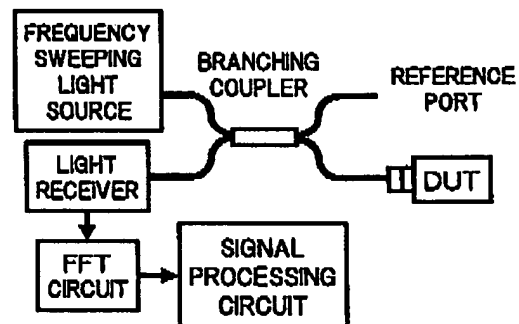 FREQUENCY
SWEEPING
LIGHT
SOURCE
BRANCHING
COUPLER
REFERENCE
PORT
LIGHT
RECEIVER
DUT
FFT
CIRCUIT
SIGNAL
PROCESSING
CIRCUIT